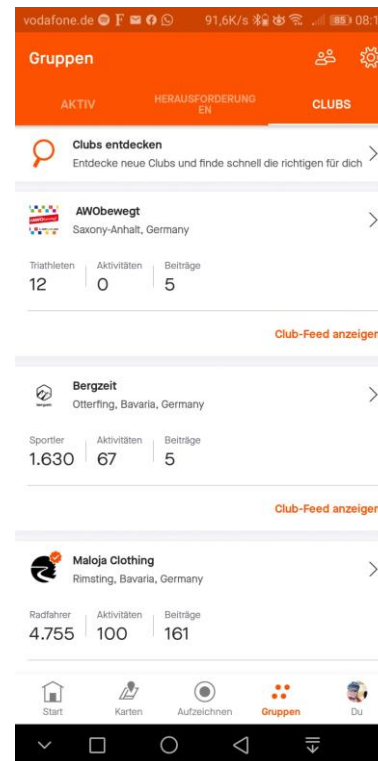 vodafone.de 91,6K/s 85 08:1
Gruppen
AKTIV
HERAUSFORDERUNG
EN
CLUBS
Clubs entdecken
Entdecke neue Clubs und finde schnell die richtigen für dich
AWObewegt
Saxony-Anhalt, Germany
Triathleten Aktivitäten Beiträge
12 0 5
Club-Feed anzeigen
Bergzeit
Otterfing, Bavaria, Germany
Sportler Aktivitäten Beiträge
1.630 67 5
Club-Feed anzeigen
Maloja Clothing
Rimsting, Bavaria, Germany
Radfahrer Aktivitäten Beiträge
4.755 100 161
Start Karten Aufzeichnen Gruppen Du